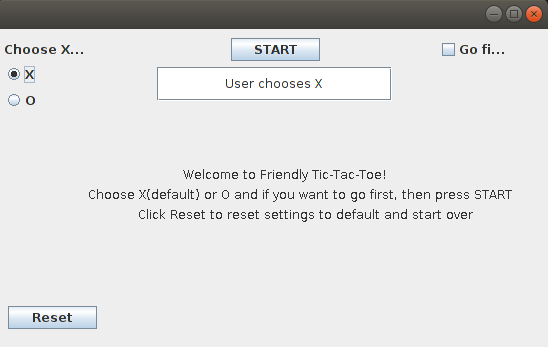 Choose X...
START
Go fi...
X
User chooses X
O
Welcome to Friendly Tic-Tac-Toe!
Choose X(default) or O and if you want to go first, then press START
Click Reset to reset settings to default and start over
Reset